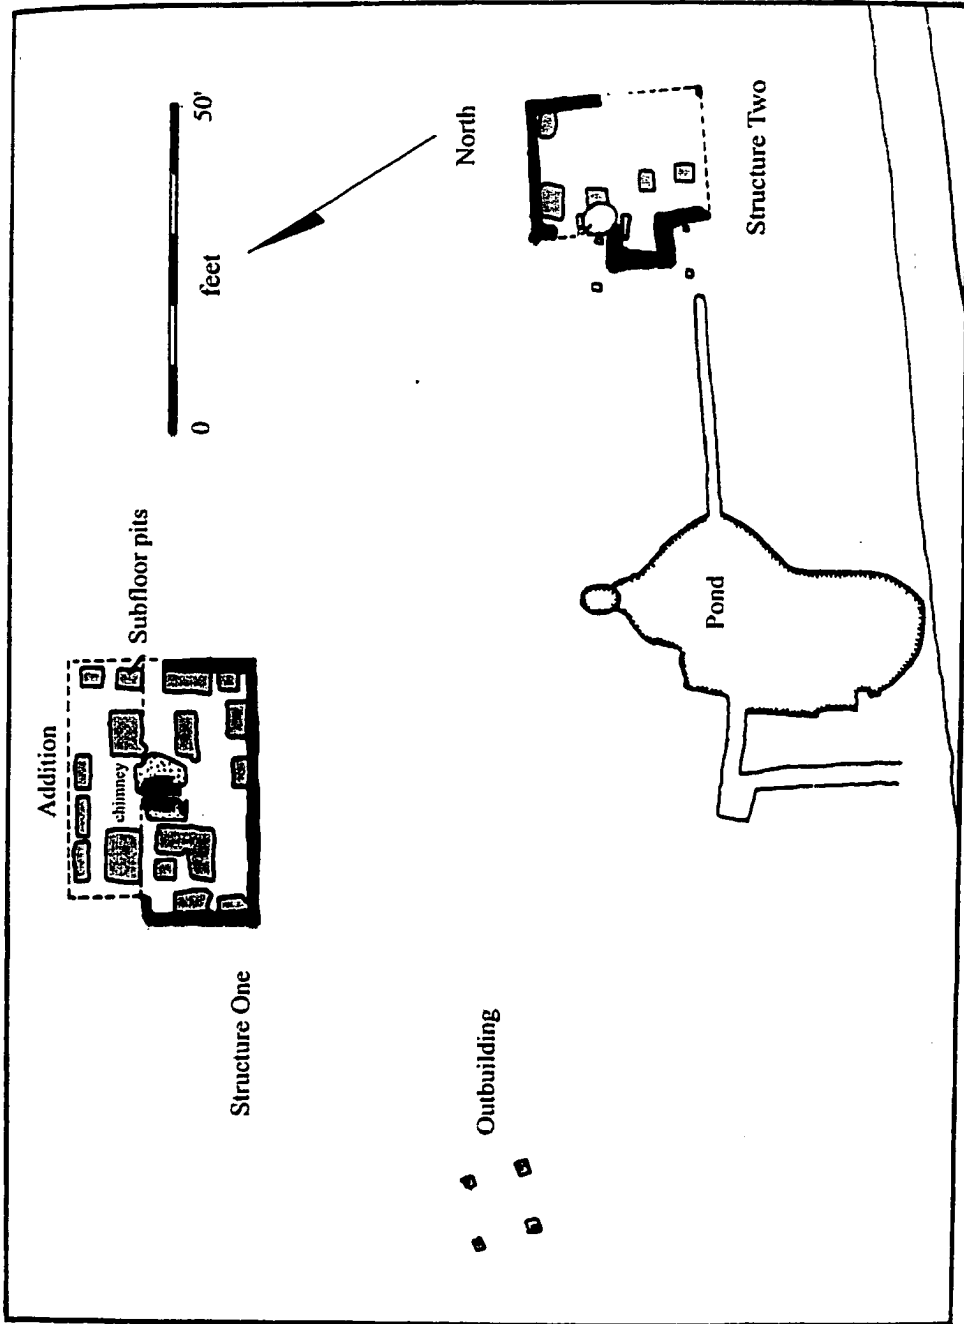 Addition
Subfloor pits
chimney
Structure One
0
50'
feet
North
Structure Two
Pond
Outbuilding